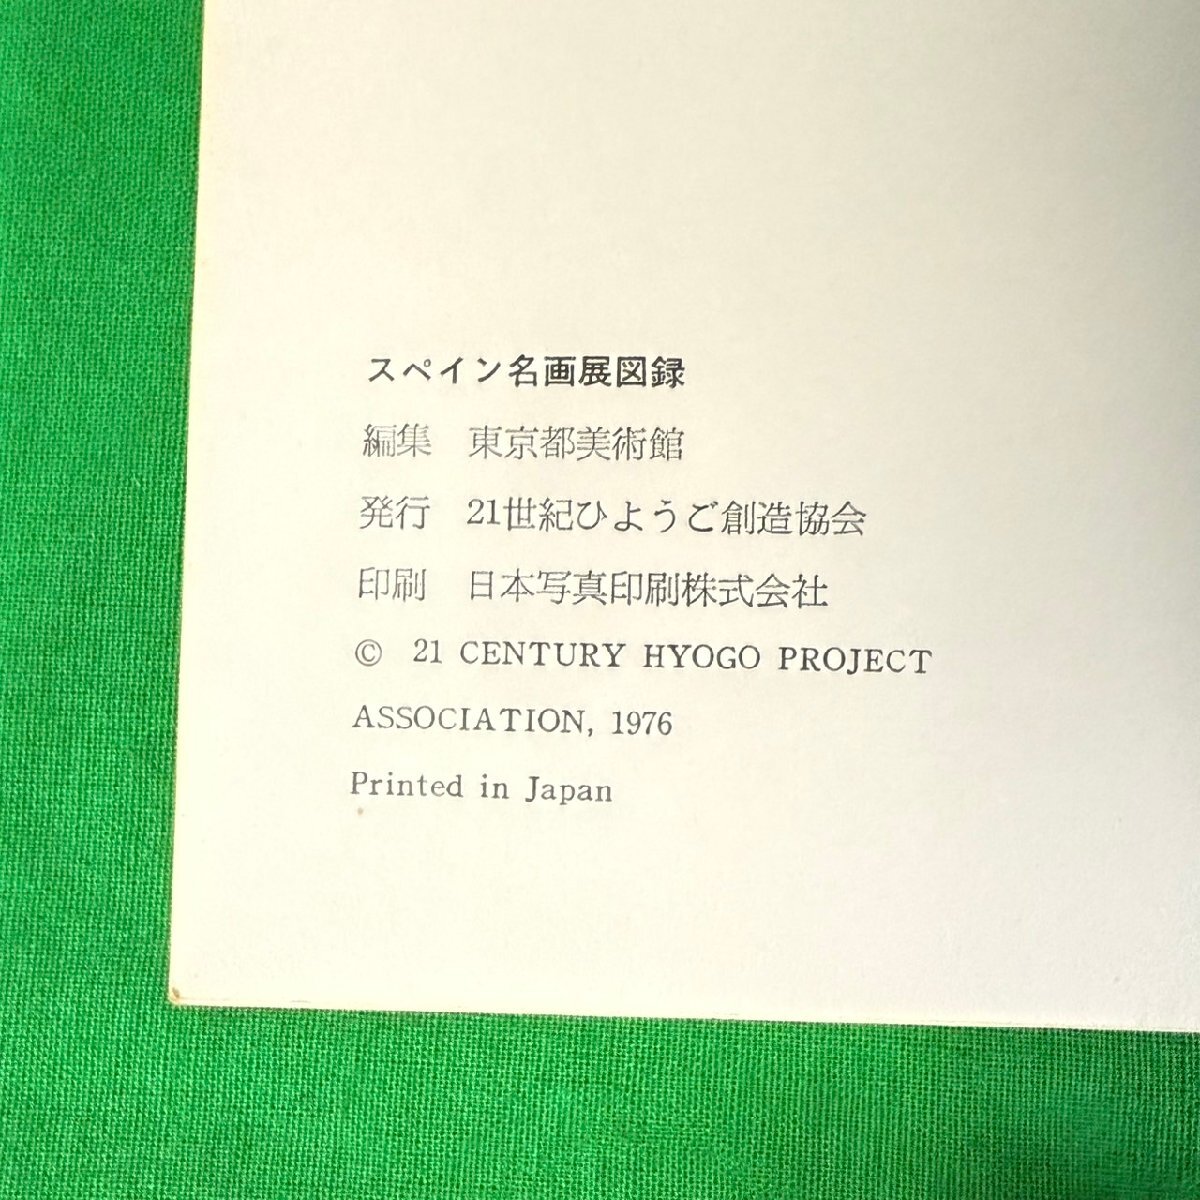 スペイン名画展図録
編集　東京都美術館
発行　21世紀ひようご創造協会
印刷　日本写真印刷株式会社
© 21 CENTURY HYOGO PROJECT
ASSOCIATION, 1976
Printed in Japan